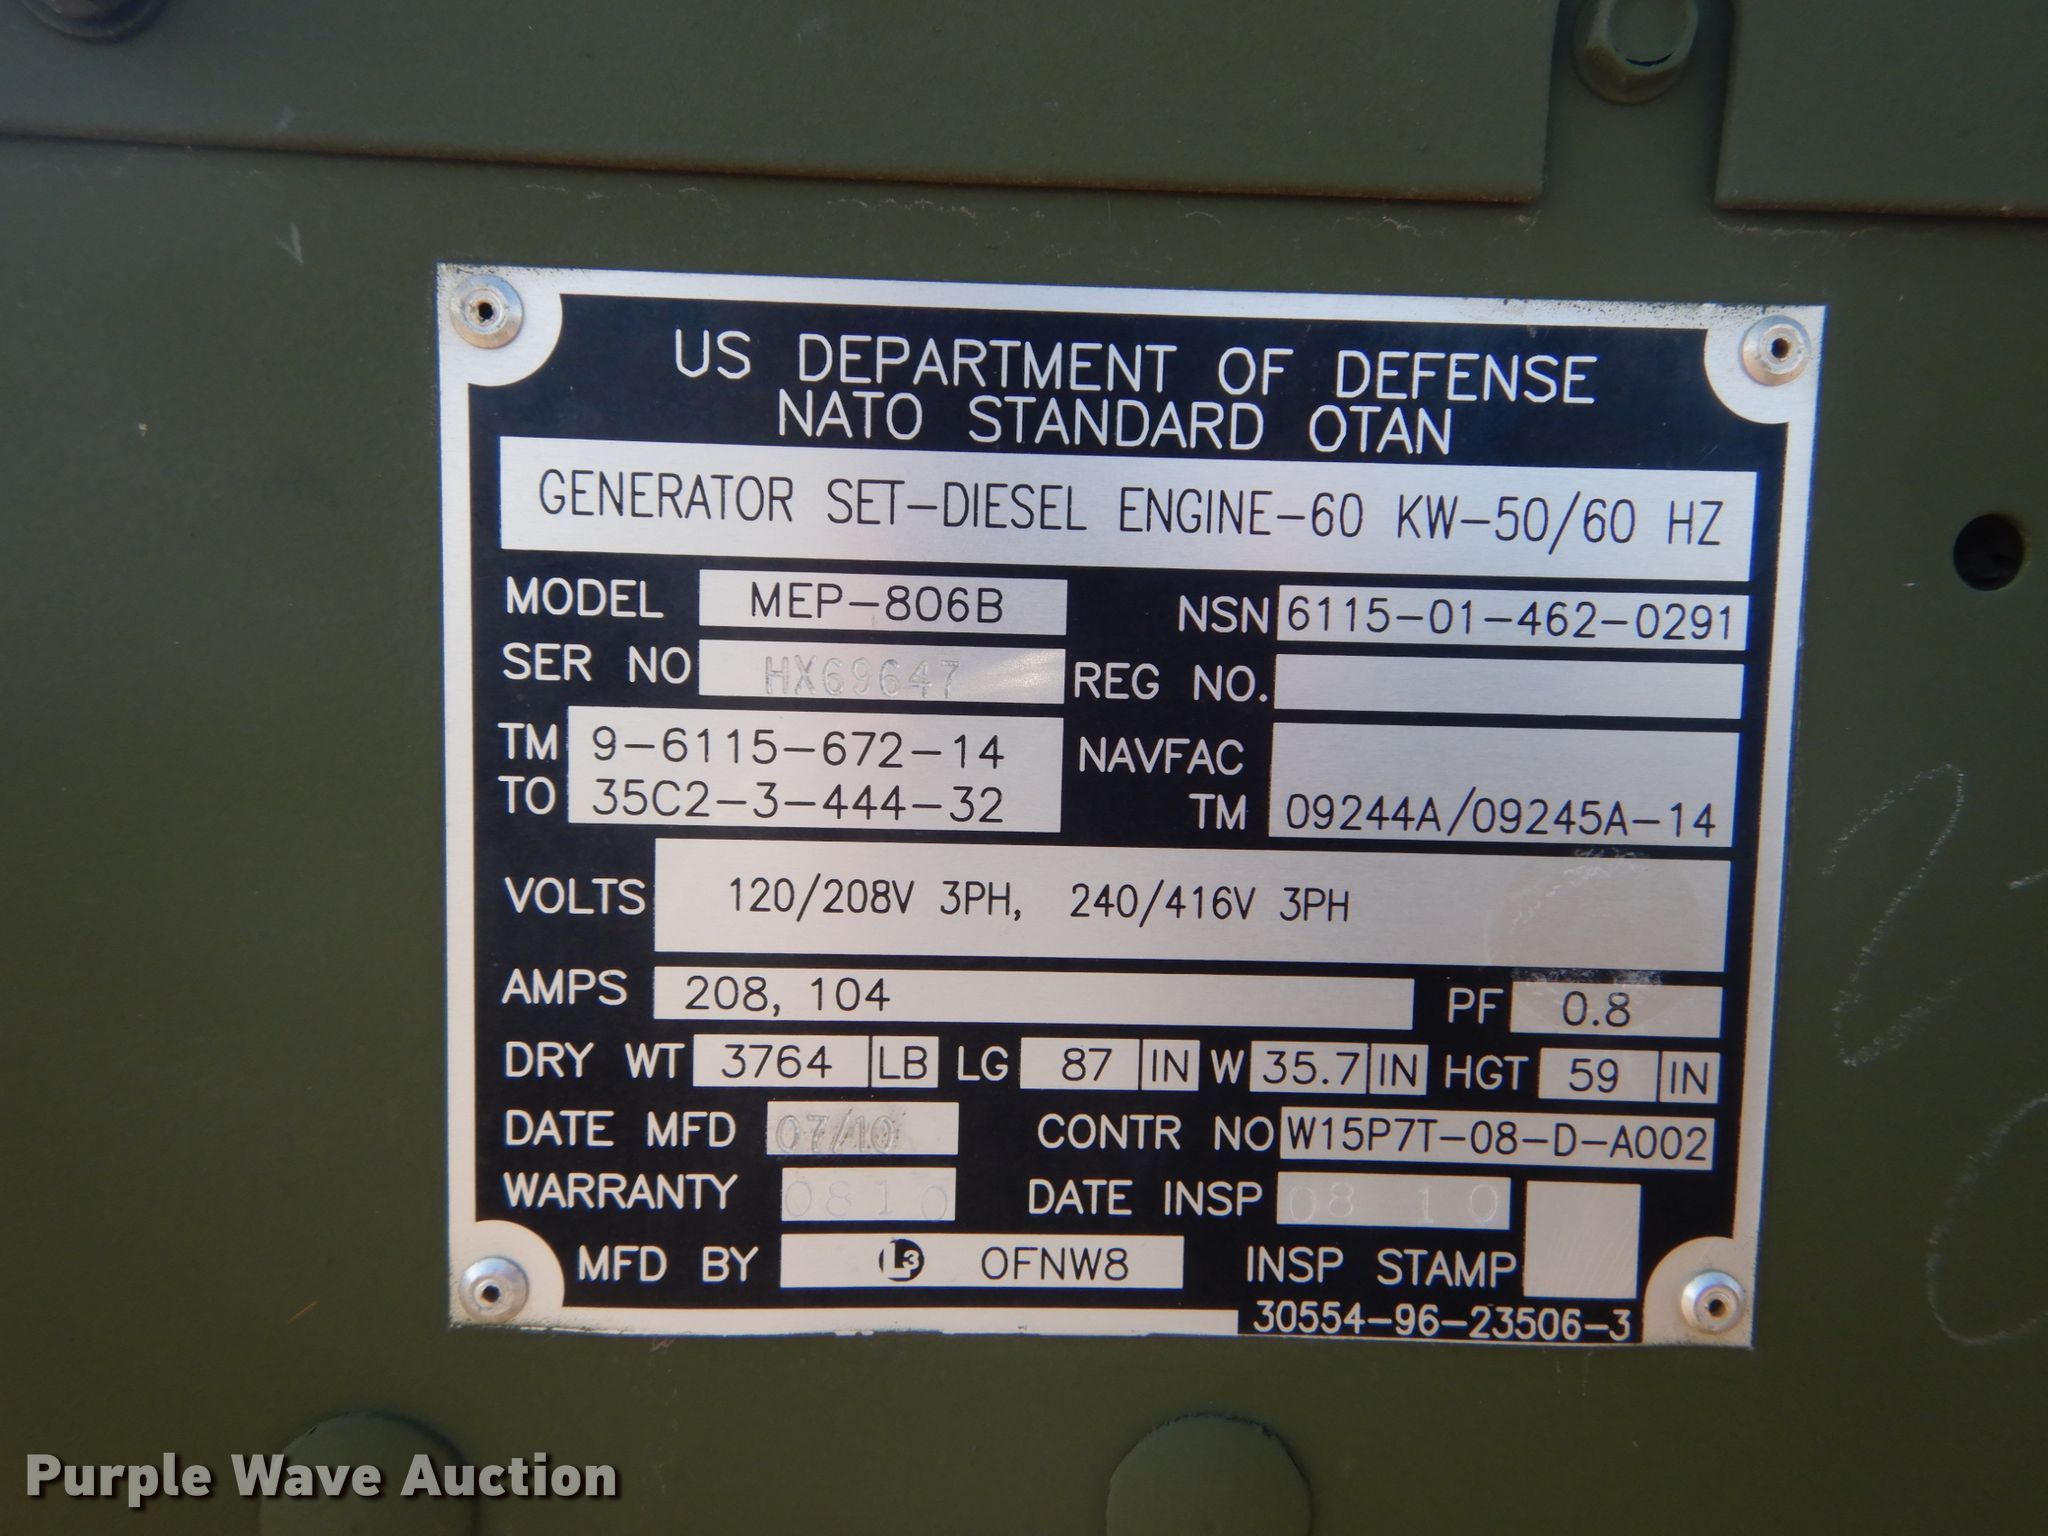 US DEPARTMENT OF DEFENSE
NATO STANDARD OTAN
GENERATOR SET-DIESEL ENGINE-60 KW-50/60 HZ
MODEL MEP-806B NSN 6115-01-462-0291
SER NO HX69647 REG NO.
TM 9-6115-672-14 NAVFAC
TO 35C2-3-444-32 TM 09244A/09245A-14
VOLTS 120/208V 3PH, 240/416V 3PH
AMPS 208, 104 PF 0.8
DRY WT 3764 LB LG 87 IN W 35.7 IN HGT 59 IN
DATE MFD 07/10 CONTR NO W15P7T-08-D-A002
WARRANTY 0810 DATE INSP 08 10
MFD BY L3 OFNW8 INSP STAMP
30554-96-23506-3
Purple Wave Auction